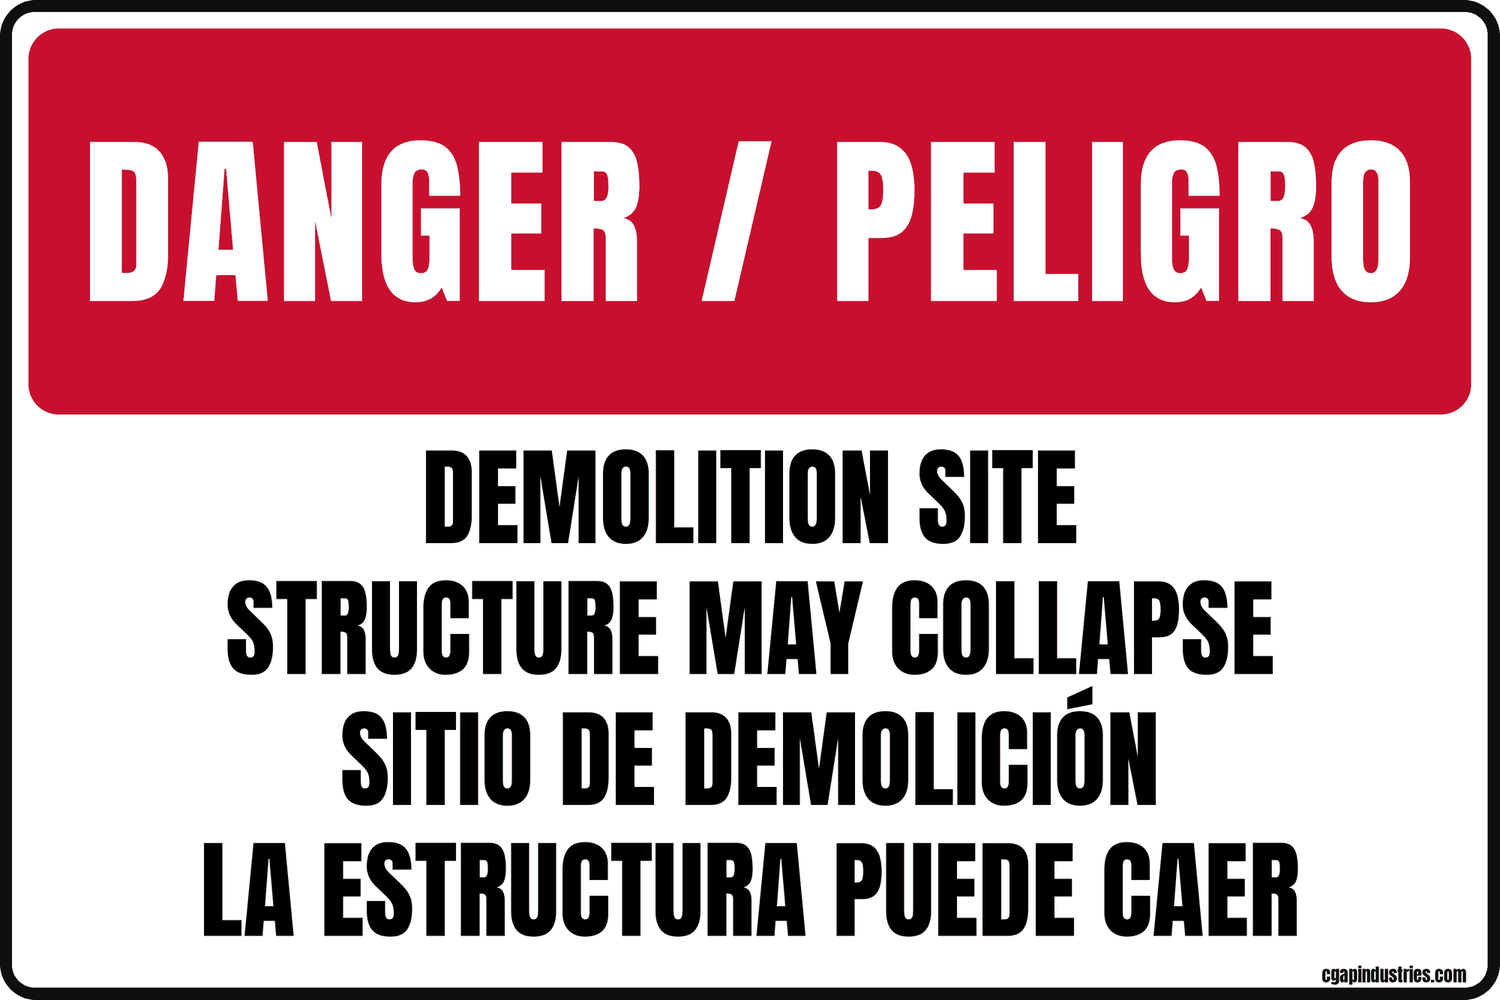 DANGER / PELIGRO
DEMOLITION SITE
STRUCTURE MAY COLLAPSE
SITIO DE DEMOLICIÓN
LA ESTRUCTURA PUEDE CAER
cgapindustries.com